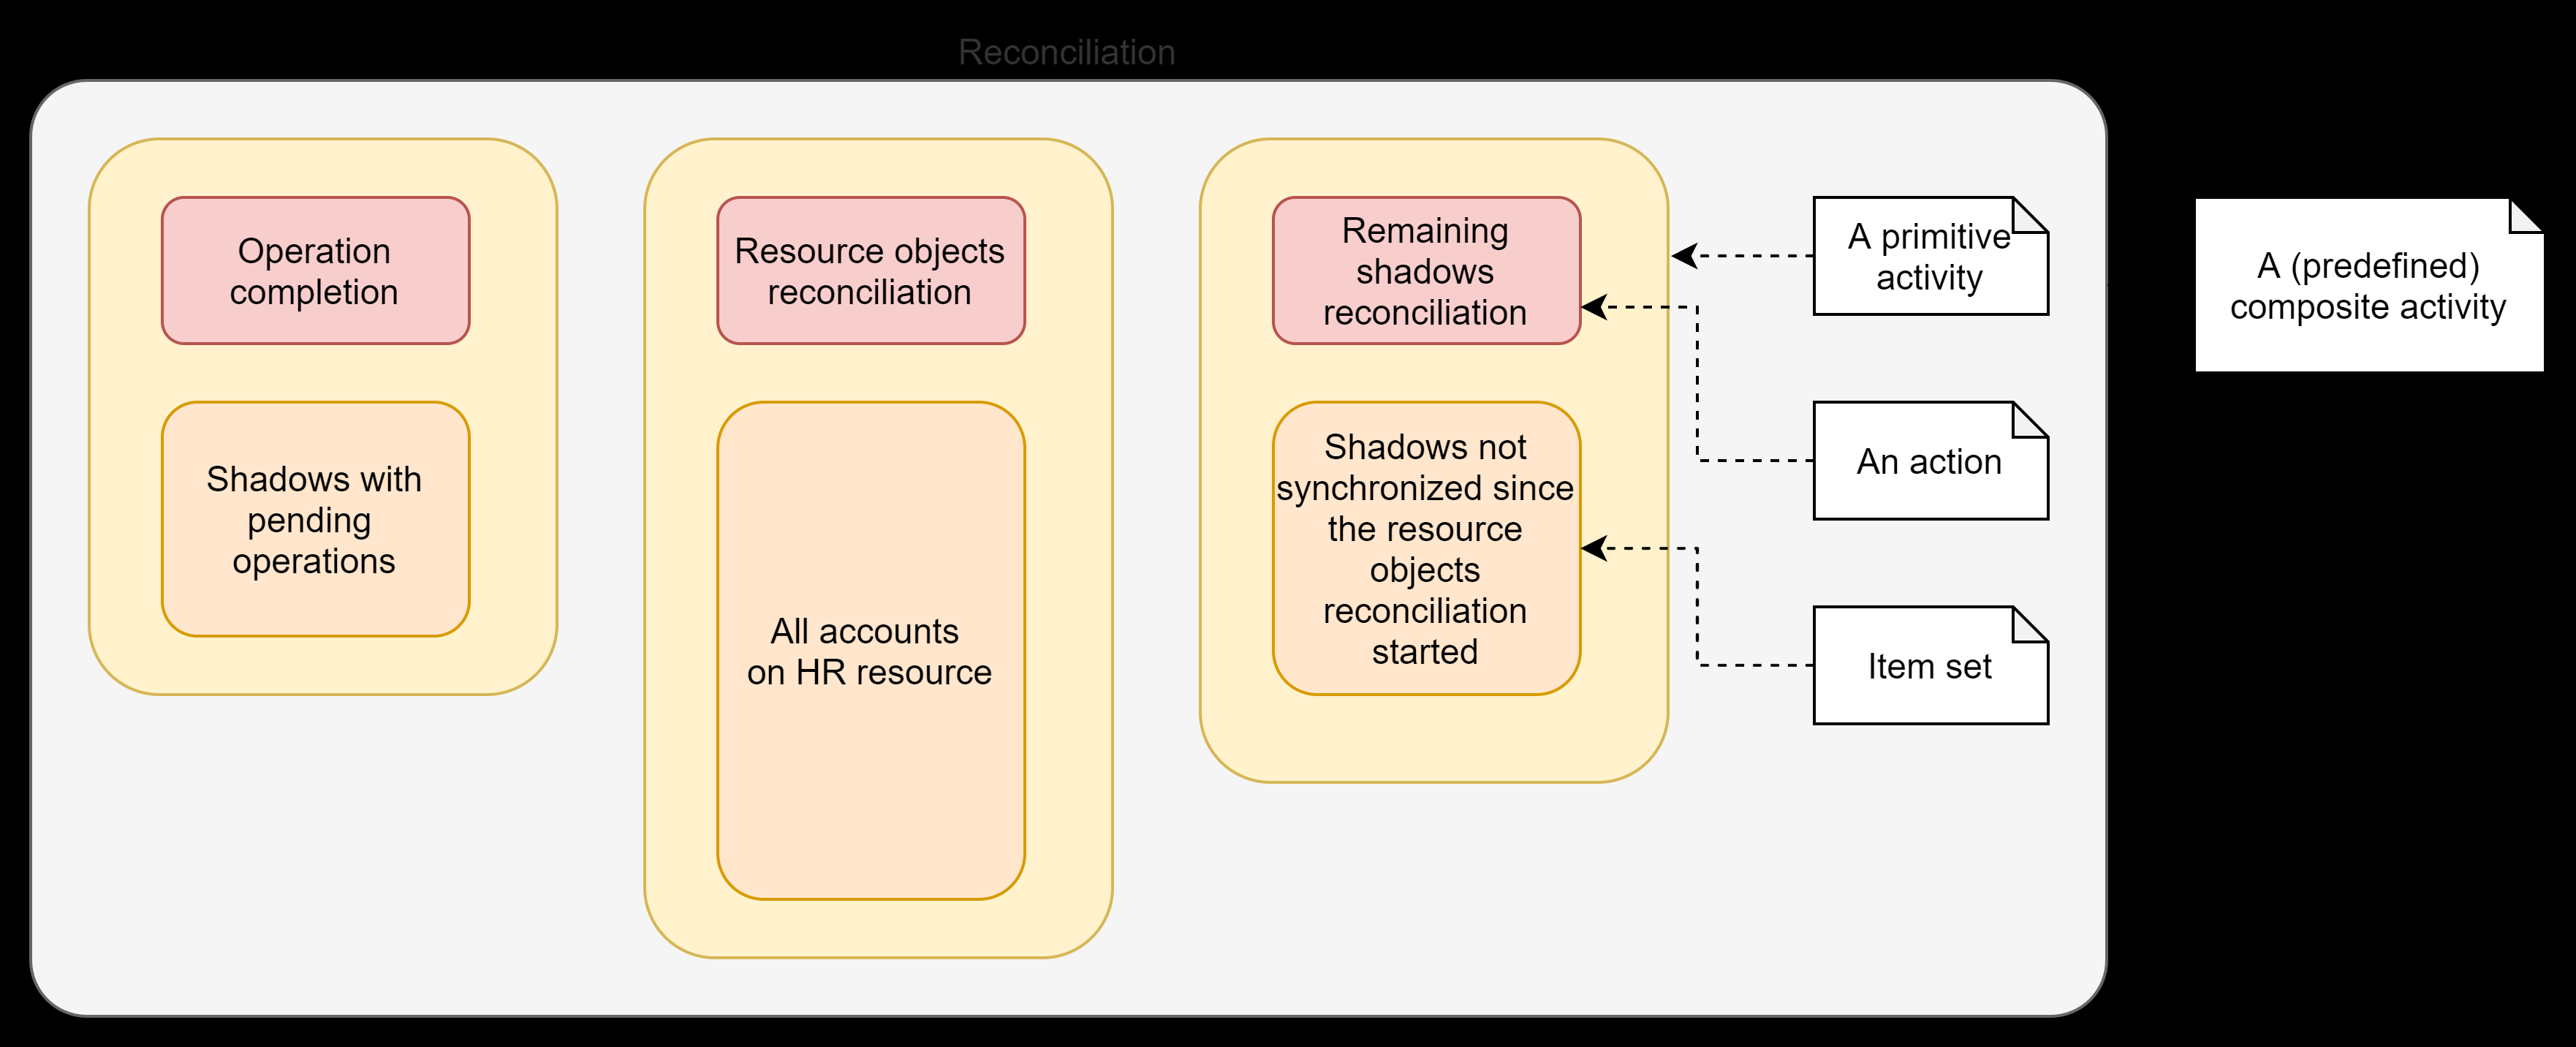 Reconciliation
Operation
completion
Shadows with
pending
operations
Resource objects
reconciliation
All accounts
on HR resource
Remaining
shadows
reconciliation
Shadows not
synchronized since
the resource
objects
reconciliation
started
A primitive
activity
An action
Item set
A (predefined)
composite activity